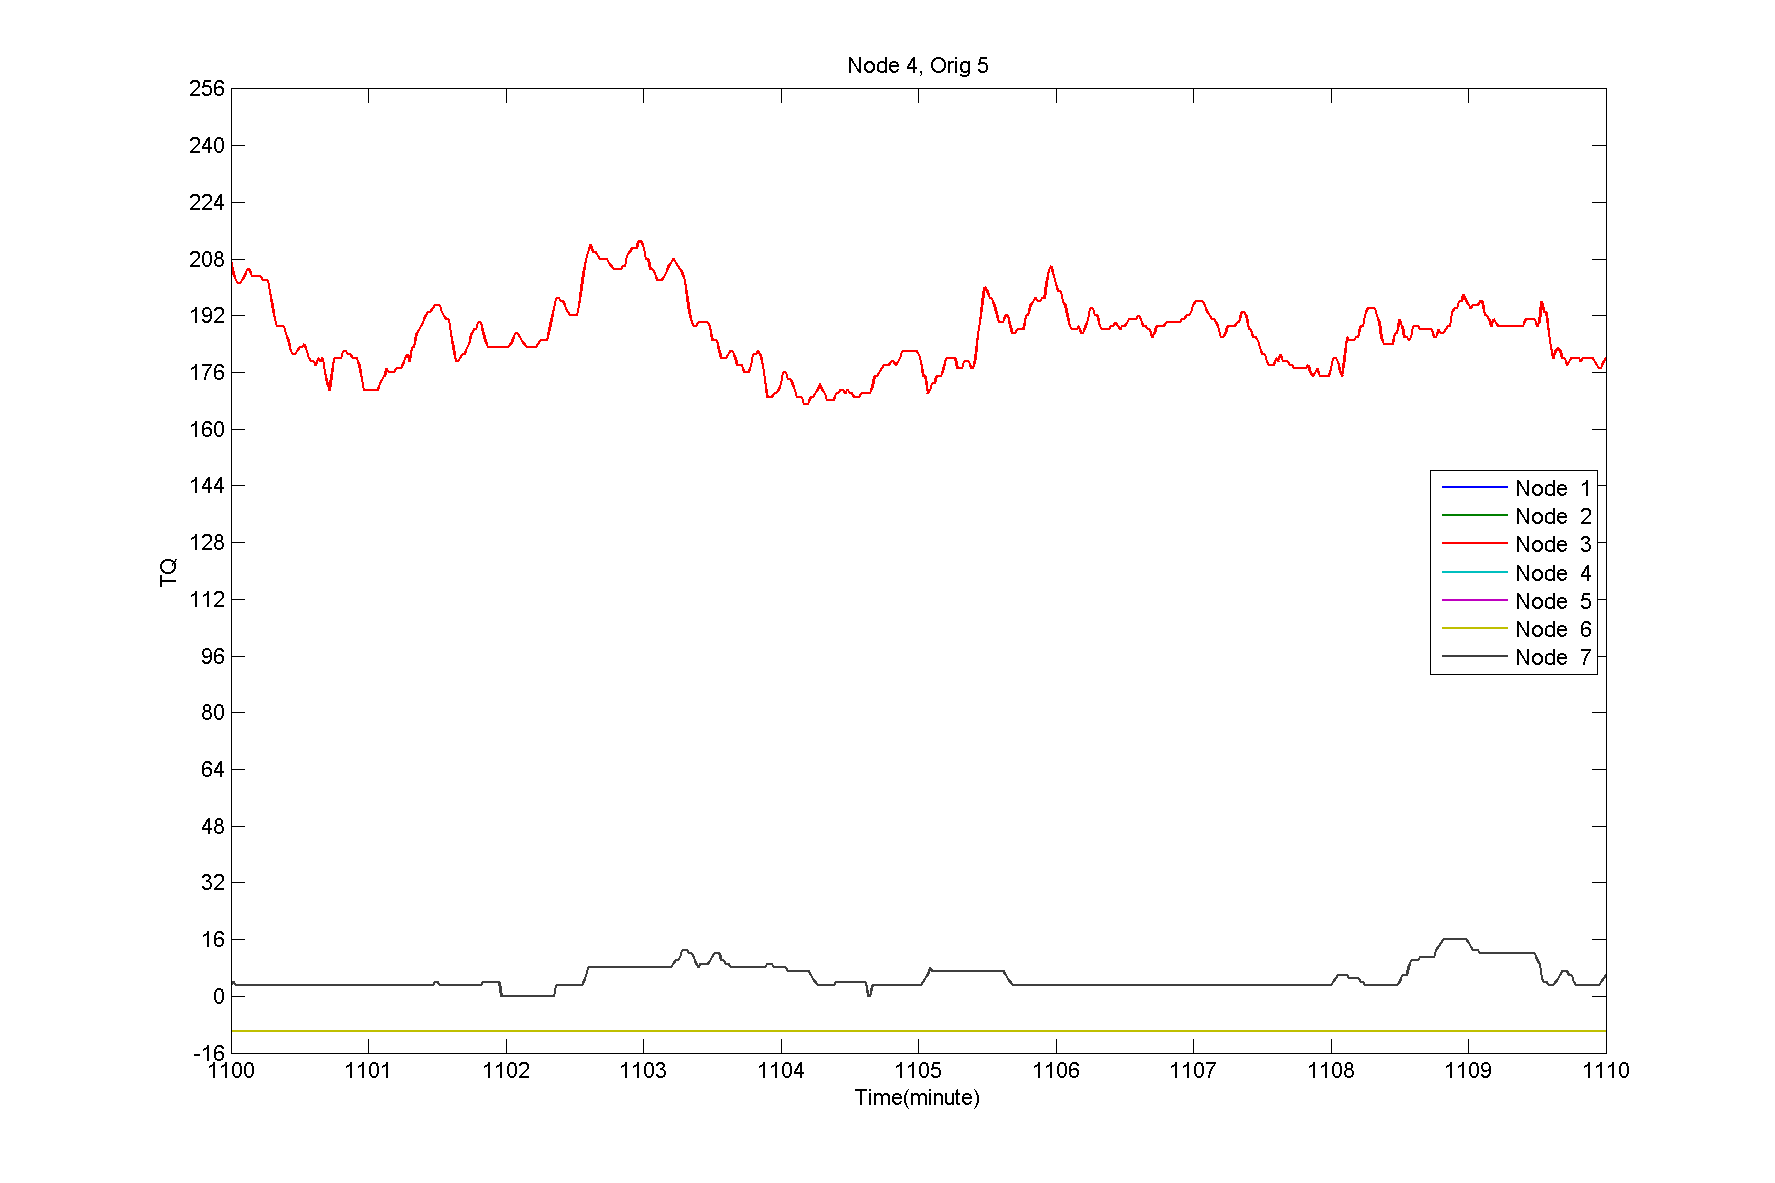 Node 4, Orig 5
256
240
224
208
192
176
160
144
128
112
96
80
64
48
32
16
0
-16
TQ
Node 1
Node 2
Node 3
Node 4
Node 5
Node 6
Node 7
1100 1101 1102 1103 1104 1105 1106 1107 1108 1109 1110
Time(minute)